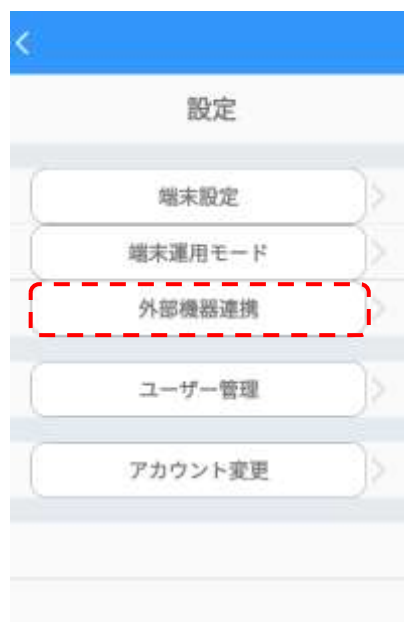 設定
端末設定
端末運用モード
外部機器連携
ユーザー管理
アカウント変更